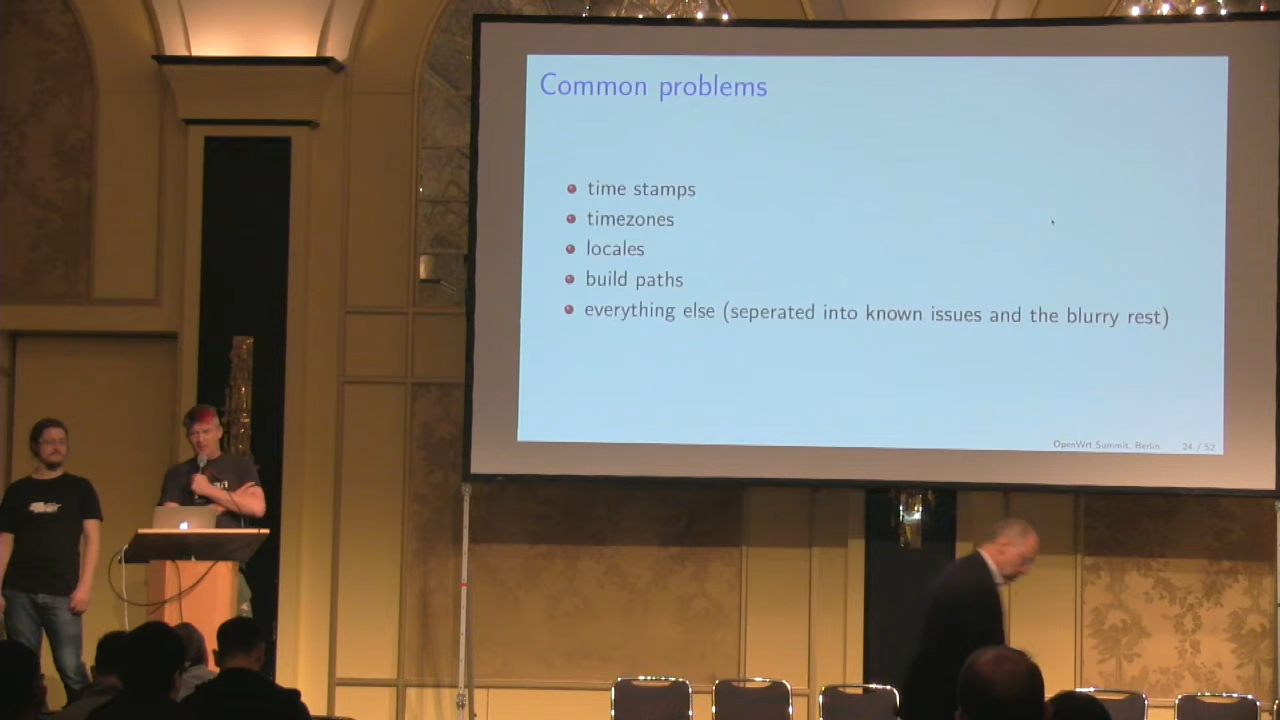 Common problems
time stamps
timezones
locales
build paths
everything else (seperated into known issues and the blurry rest)
OpenWrt Summit, Berlin 24 / 52